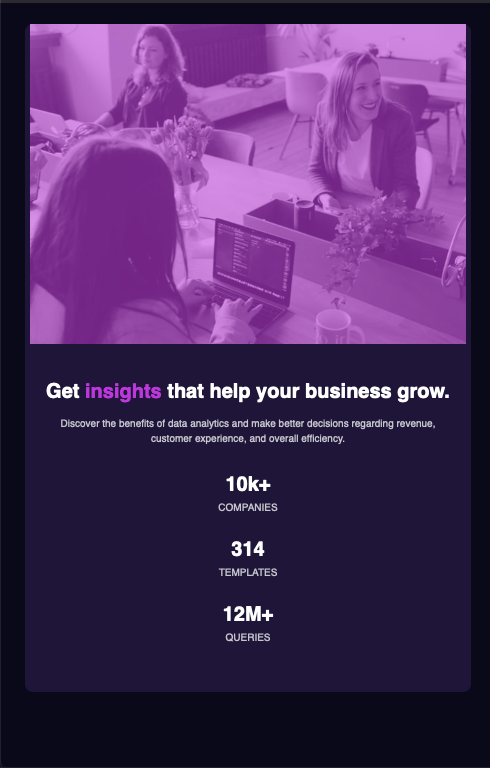 Get insights that help your business grow.
Discover the benefits of data analytics and make better decisions regarding revenue,
customer experience, and overall efficiency.
10k+
COMPANIES
314
TEMPLATES
12M+
QUERIES